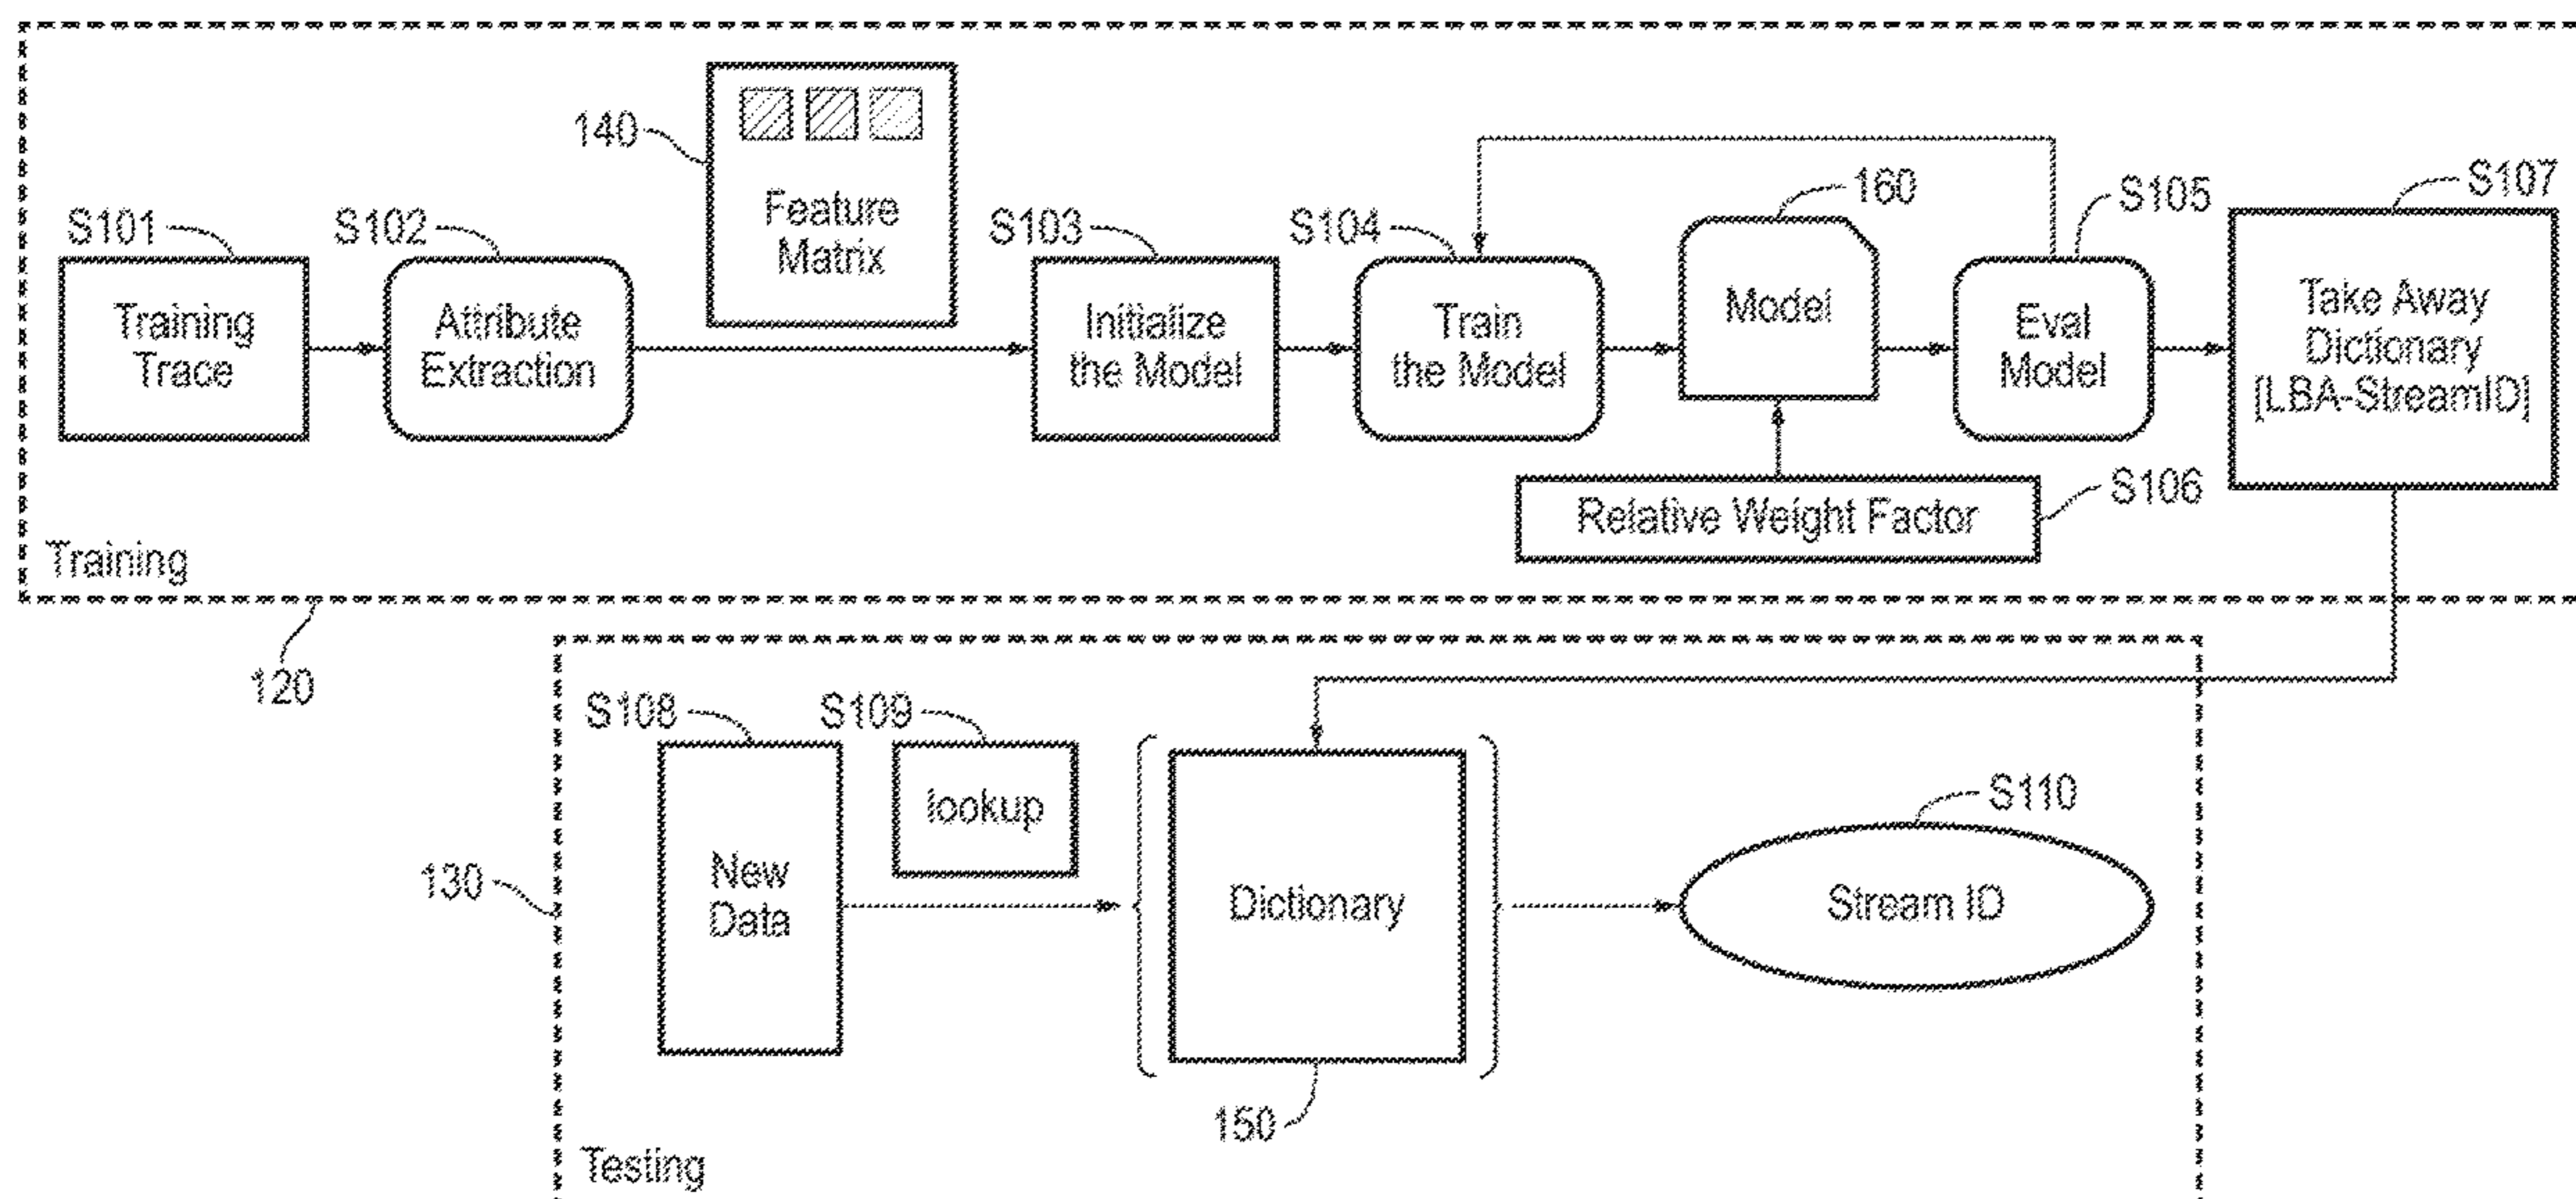 140
Feature
Matrix
S101
Training
Trace
S102
Attribute
Extraction
S103
Initialize
the Model
S104
Train
the Model
160
Model
S105
Eval
Model
S107
Take Away
Dictionary
[LBA-StreamID]
Relative Weight Factor
S106
Training
120
130
S108
New
Data
S109
lookup
Dictionary
150
S110
Stream ID
Testing